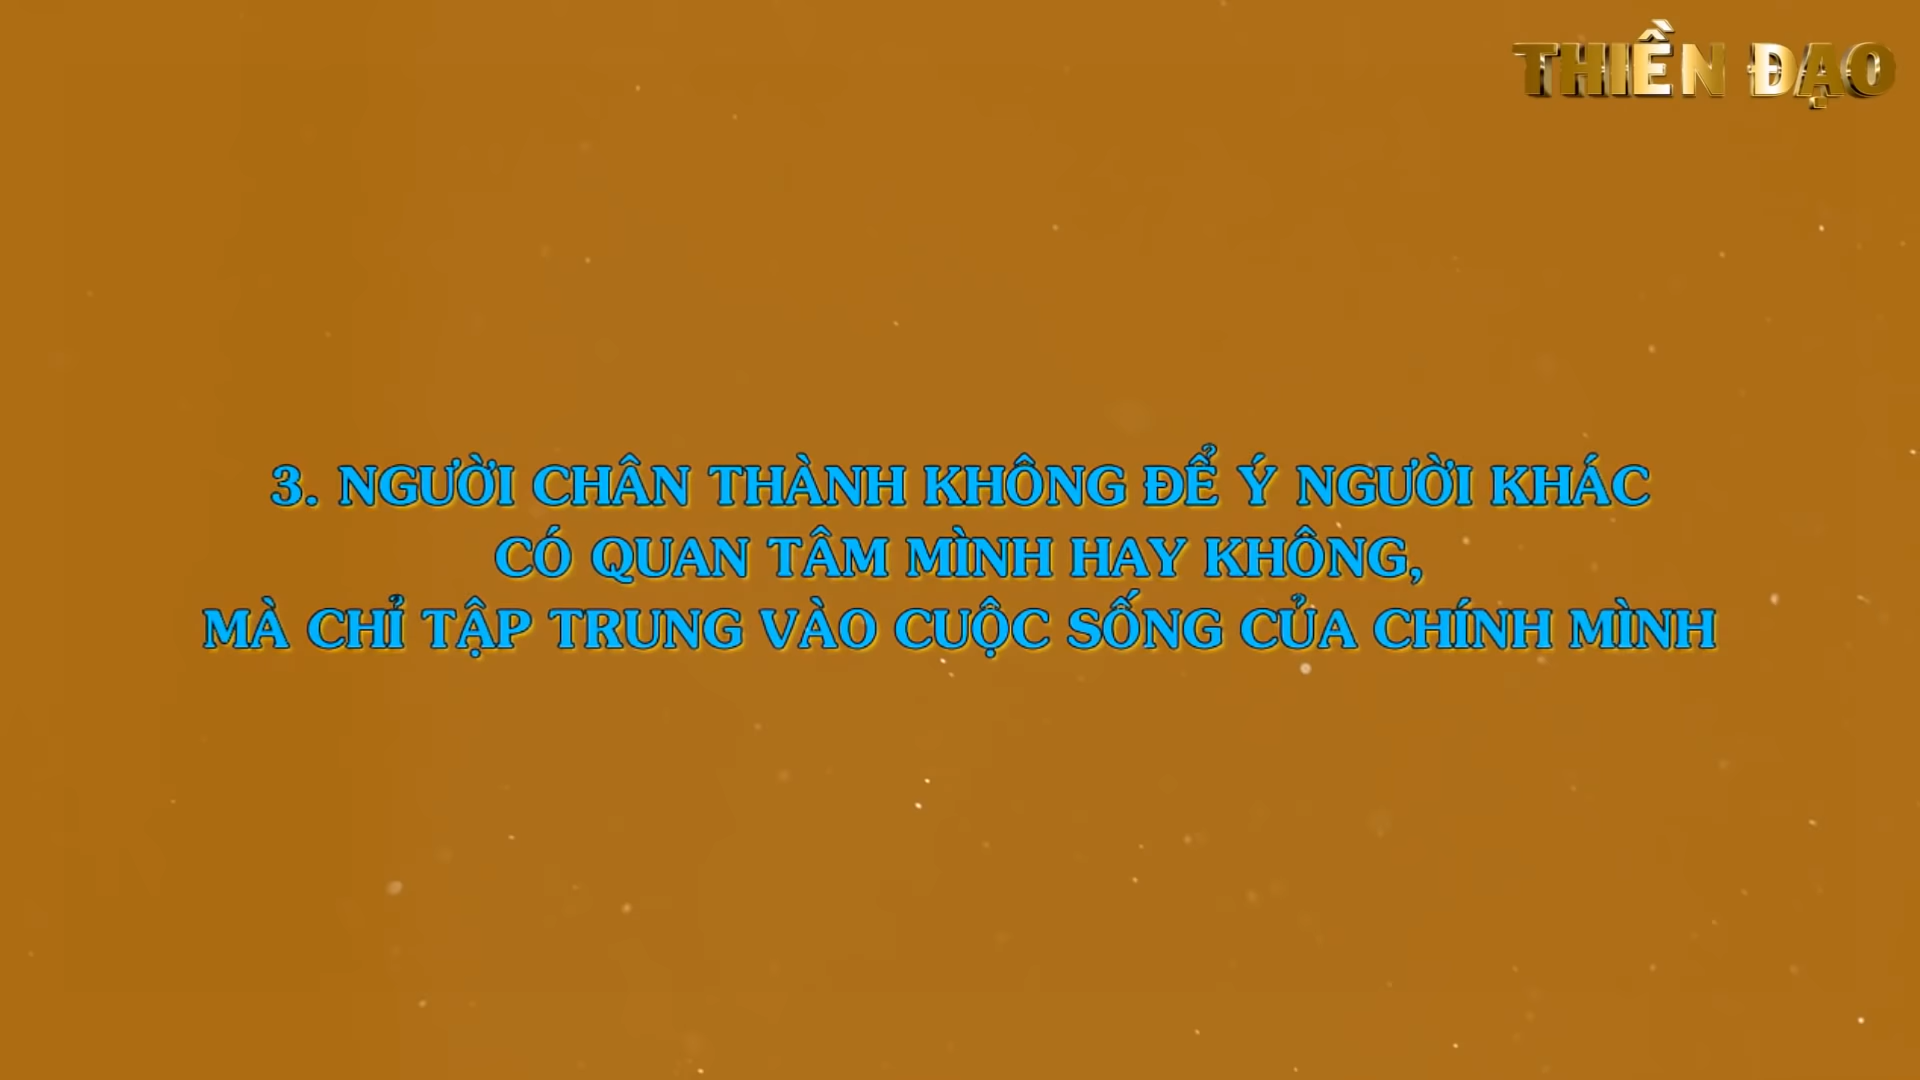 THIỀN ĐẠO
3. NGƯỜI CHÂN THÀNH KHÔNG ĐỂ Ý NGƯỜI KHÁC
CÓ QUAN TÂM MÌNH HAY KHÔNG,
MÀ CHỈ TẬP TRUNG VÀO CUỘC SỐNG CỦA CHÍNH MÌNH